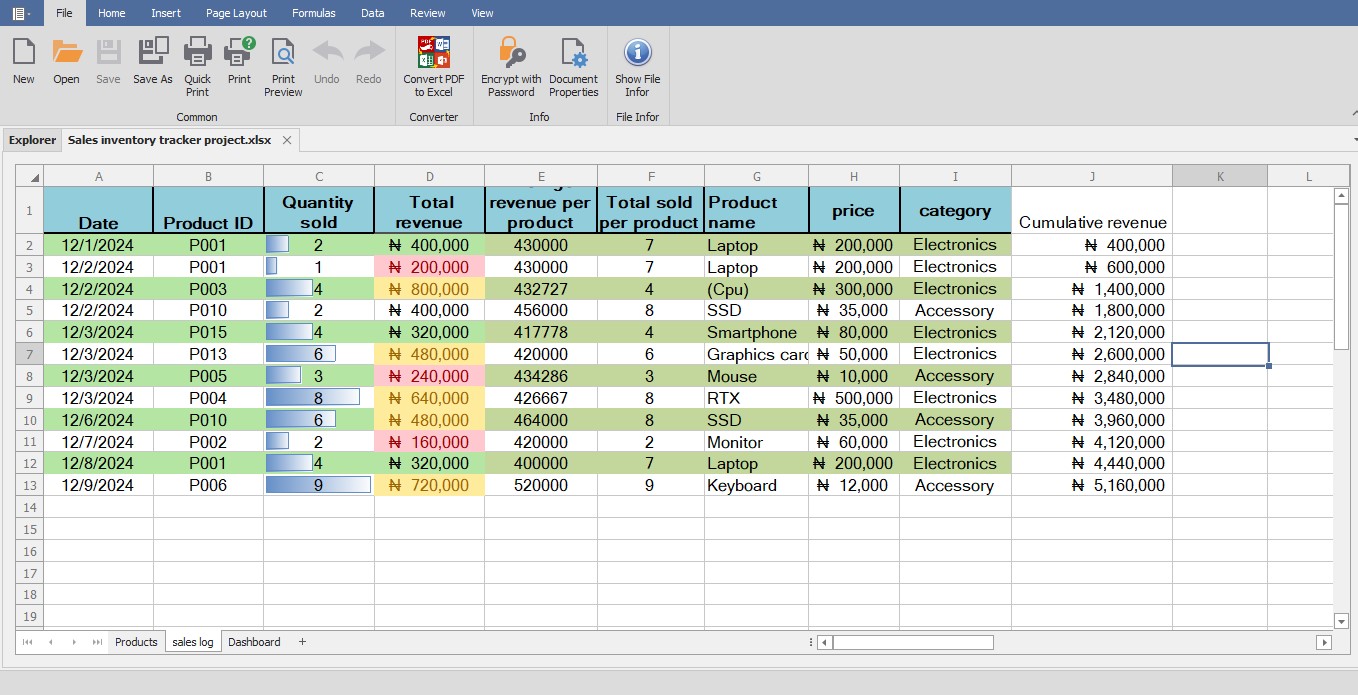 File Home Insert Page Layout Formulas Data Review View
New Open Save Save As Quick Print Print Print Preview Undo Redo Convert PDF to Excel Encrypt with Password Document Properties Show File Infor
Common Converter Info File Infor
Explorer Sales inventory tracker project.xlsx
A B C D E F G H I J K L
1 Date Product ID Quantity sold Total revenue revenue per product Total sold per product Product name price category Cumulative revenue
2 12/1/2024 P001 2 ₦ 400,000 430000 7 Laptop ₦ 200,000 Electronics ₦ 400,000
3 12/2/2024 P001 1 ₦ 200,000 430000 7 Laptop ₦ 200,000 Electronics ₦ 600,000
4 12/2/2024 P003 4 ₦ 800,000 432727 4 (Cpu) ₦ 300,000 Electronics ₦ 1,400,000
5 12/2/2024 P010 2 ₦ 400,000 456000 8 SSD ₦ 35,000 Accessory ₦ 1,800,000
6 12/3/2024 P015 4 ₦ 320,000 417778 4 Smartphone ₦ 80,000 Electronics ₦ 2,120,000
7 12/3/2024 P013 6 ₦ 480,000 420000 6 Graphics card ₦ 50,000 Electronics ₦ 2,600,000
8 12/3/2024 P005 3 ₦ 240,000 434286 3 Mouse ₦ 10,000 Accessory ₦ 2,840,000
9 12/3/2024 P004 8 ₦ 640,000 426667 8 RTX ₦ 500,000 Electronics ₦ 3,480,000
10 12/6/2024 P010 6 ₦ 480,000 464000 8 SSD ₦ 35,000 Accessory ₦ 3,960,000
11 12/7/2024 P002 2 ₦ 160,000 420000 2 Monitor ₦ 60,000 Electronics ₦ 4,120,000
12 12/8/2024 P001 4 ₦ 320,000 400000 7 Laptop ₦ 200,000 Electronics ₦ 4,440,000
13 12/9/2024 P006 9 ₦ 720,000 520000 9 Keyboard ₦ 12,000 Accessory ₦ 5,160,000
14
15
16
17
18
19
Products sales log Dashboard +